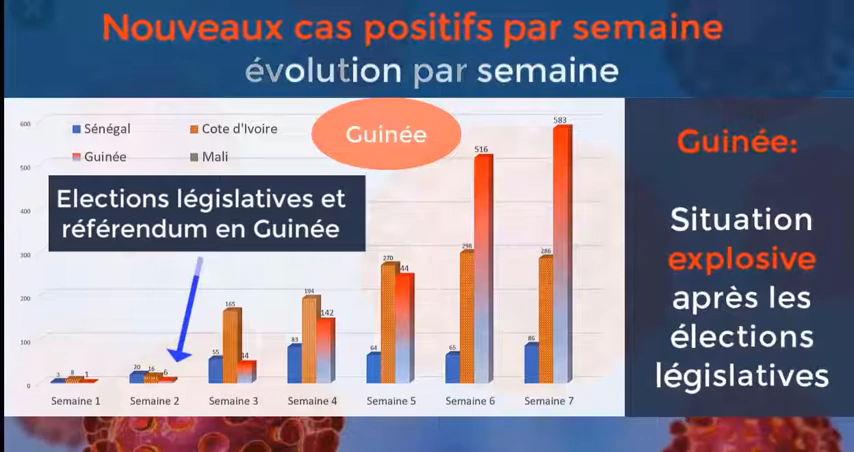 Nouveaux cas positifs par semaine
évolution par semaine
600
500
400
300
200
100
0
Sénégal
Cote d'Ivoire
Guinée
Mali
Guinée
Elections législatives et
référendum en Guinée
3 8 1
20 16 6
55 165 44
83 194 142
64 270 44
65 298 516
86 286 583
Semaine 1 Semaine 2 Semaine 3 Semaine 4 Semaine 5 Semaine 6 Semaine 7
Guinée:
Situation
explosive
après les
élections
législatives